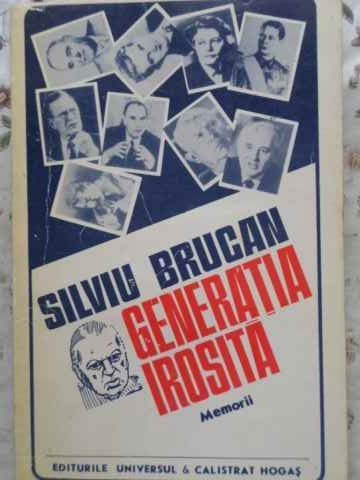 SILVIU BRUCAN
GENERAȚIA
IROSITĂ
Memorii
EDITURILE UNIVERSUL & CALISTRAT HOGAȘ